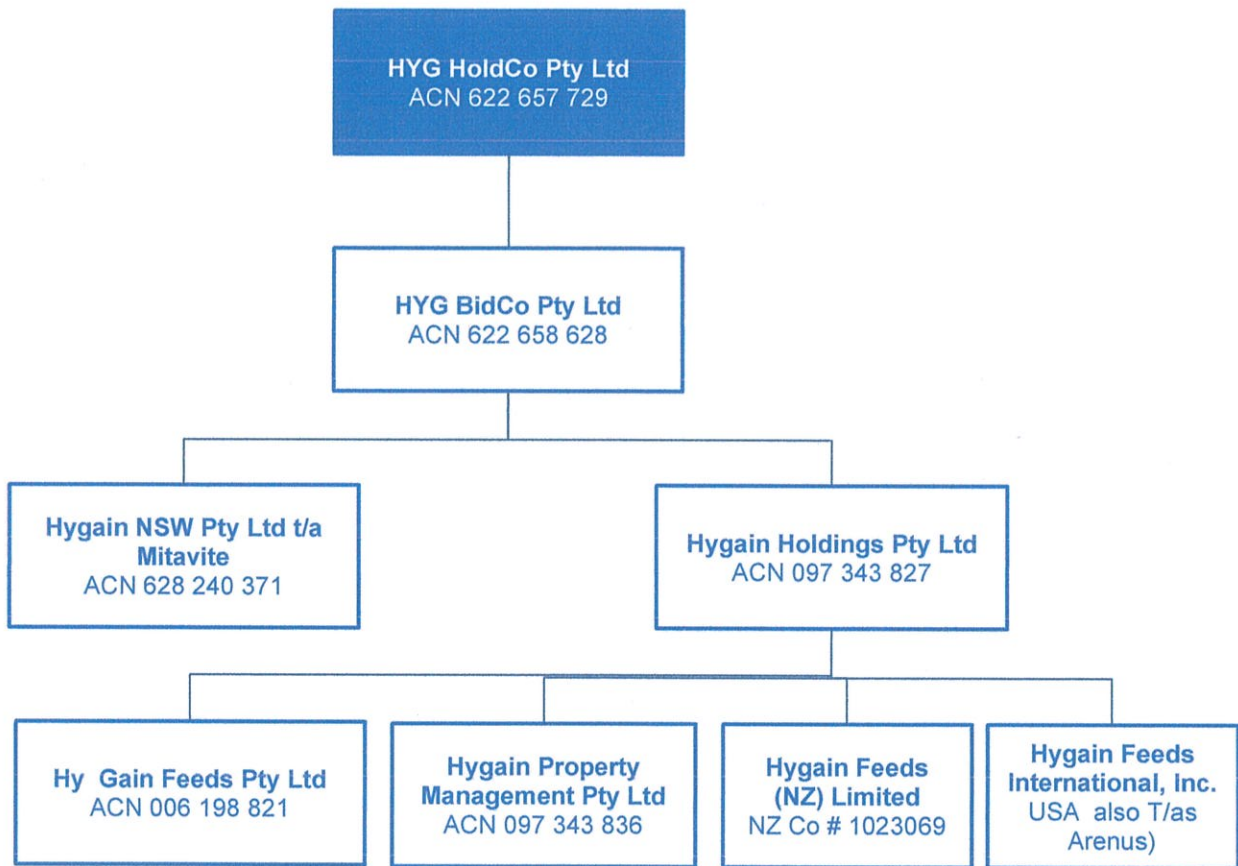 HYG HoldCo Pty Ltd
ACN 622 657 729
HYG BidCo Pty Ltd
ACN 622 658 628
Hygain NSW Pty Ltd t/a
Mitavite
ACN 628 240 371
Hygain Holdings Pty Ltd
ACN 097 343 827
Hy Gain Feeds Pty Ltd
ACN 006 198 821
Hygain Property
Management Pty Ltd
ACN 097 343 836
Hygain Feeds
(NZ) Limited
NZ Co # 1023069
Hygain Feeds
International, Inc.
USA also T/as
Arenus)